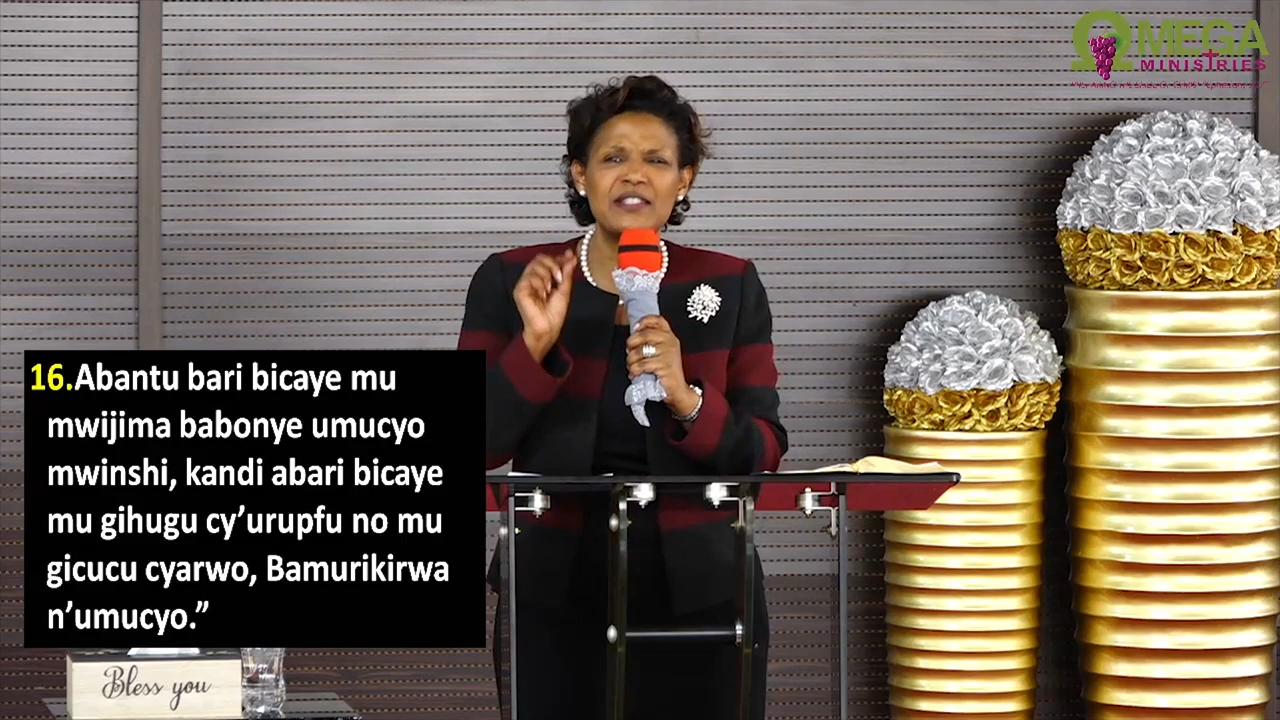 ΩMEGA
MINISTRIES
16.Abantu bari bicaye mu
mwijima babonye umucyo
mwinshi, kandi abari bicaye
mu gihugu cy’urupfu no mu
gicucu cyarwo, Bamurikirwa
n’umucyo.”
Bless you